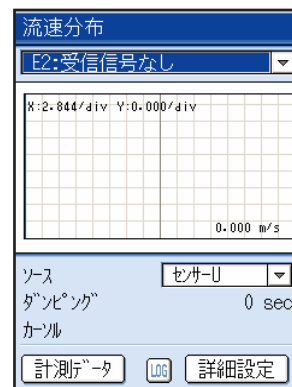 流速分布
E2:受信信号なし
X:2.844/div Y:0.000/div
0.000 m/s
ソース センサーU
ダンピング 0 sec
カーソル
計測データ LOG 詳細設定